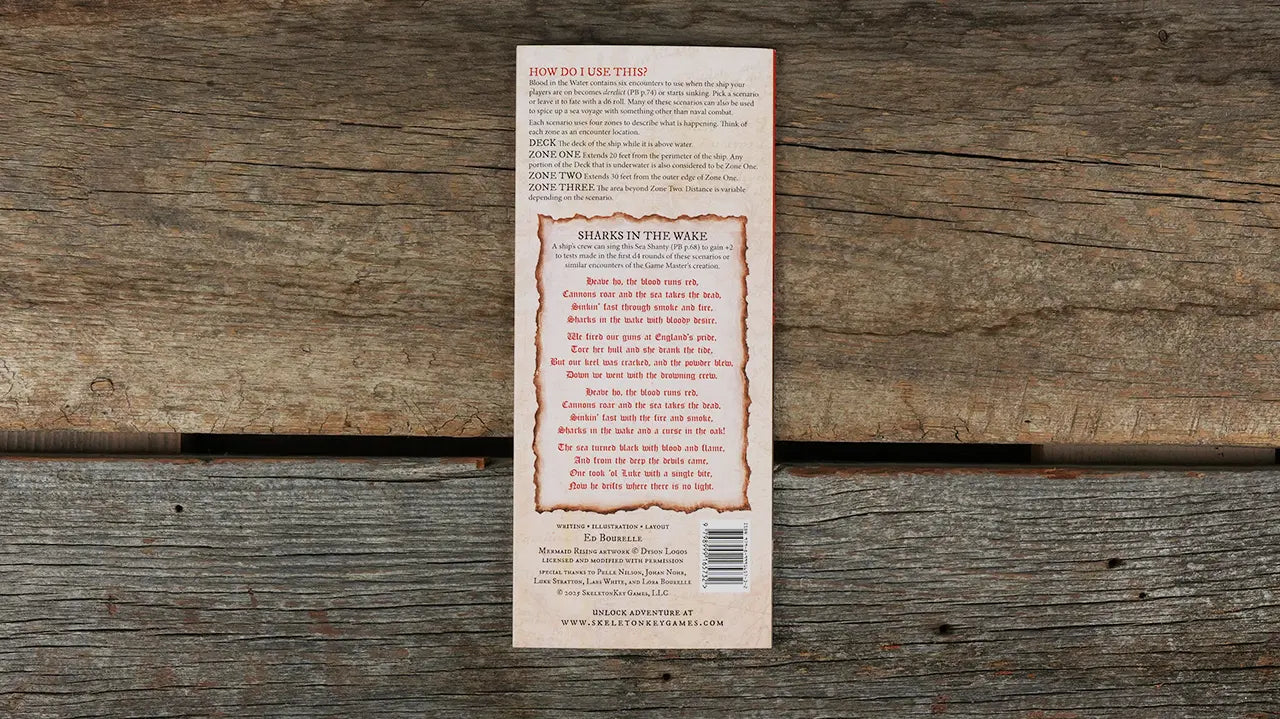 HOW DO I USE THIS?
Blood in the Water contains six encounters to use when the ship your
players are on becomes derelict (PB p.74) or starts sinking. Pick a scenario
or leave it to fate with a d6 roll. Many of these scenarios can also be used
to spice up a sea voyage with something other than naval combat.
Each scenario uses four zones to describe what is happening. Think of
each zone as an encounter location.
DECK The deck of the ship while it is above water.
ZONE ONE Extends 20 feet from the perimeter of the ship. Any
portion of the Deck that is underwater is also considered to be Zone One.
ZONE TWO Extends 30 feet from the outer edge of Zone One.
ZONE THREE The area beyond Zone Two. Distance is variable
depending on the scenario.
SHARKS IN THE WAKE
A ship's crew can sing this Sea Shanty (PB p.68) to gain +2
to tests made in the first d4 rounds of these scenarios or
similar encounters of the Game Master's creation.
Heave ho, the blood runs red,
Cannons roar and the sea takes the dead,
Sinkin' fast through smoke and fire,
Sharks in the wake with bloody desire.
We fired our guns at England's pride,
Tore her hull and she drank the tide,
But our keel was cracked, and the powder blew,
Down we went with the drowning crew.
Heave ho, the blood runs red,
Cannons roar and the sea takes the dead,
Sinkin' fast with the fire and smoke,
Sharks in the wake and a curse in the oak!
The sea turned black with blood and flame,
And from the deep the devils came,
One took 'ol Luke with a single bite,
Now he drifts where there is no light.
WRITING • ILLUSTRATION • LAYOUT
ED BOURELLE
MERMAID RISING ARTWORK © DYSON LOGOS
LICENSED AND MODIFIED WITH PERMISSION
SPECIAL THANKS TO PELLE NILSON, JOHAN NOHR,
LUKE STRATTON, LARS WHITE, AND LORA BOURELLE
© 2025 SKELETONKEY GAMES, LLC
UNLOCK ADVENTURE AT
WWW.SKELETONKEYGAMES.COM